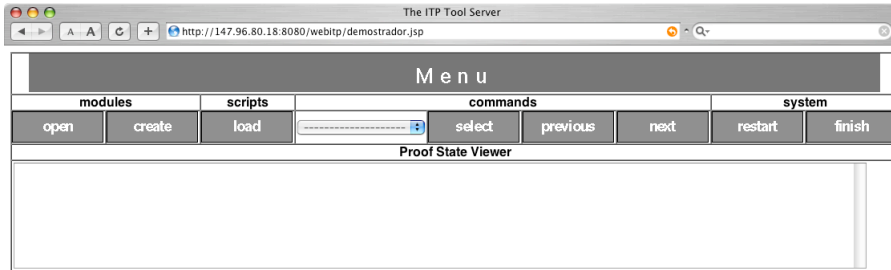 The ITP Tool Server
A A C + http://147.96.80.18:8080/webitp/demostrador.jsp Q
Menu
modules scripts commands system
open create load -------------------- select previous next restart finish
Proof State Viewer